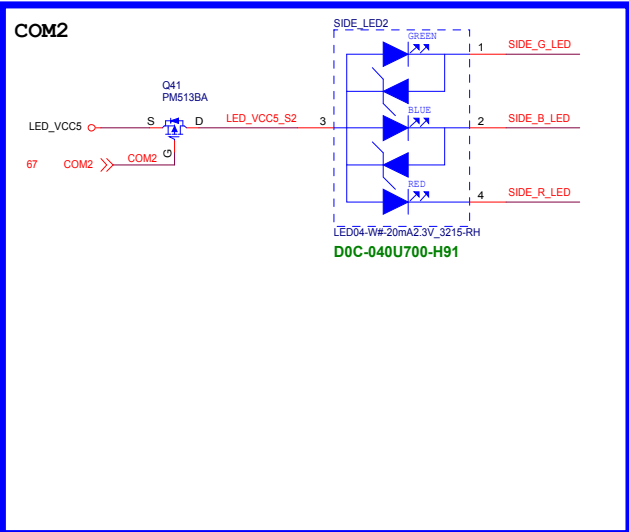 COM2
SIDE_LED2
GREEN
1
SIDE_G_LED
Q41
PM513BA
BLUE
LED_VCC5
S
D
LED_VCC5_S2
3
2
SIDE_B_LED
G
67
COM2
COM2
RED
4
SIDE_R_LED
LED04-W#-20mA2.3V_3215-RH
D0C-040U700-H91